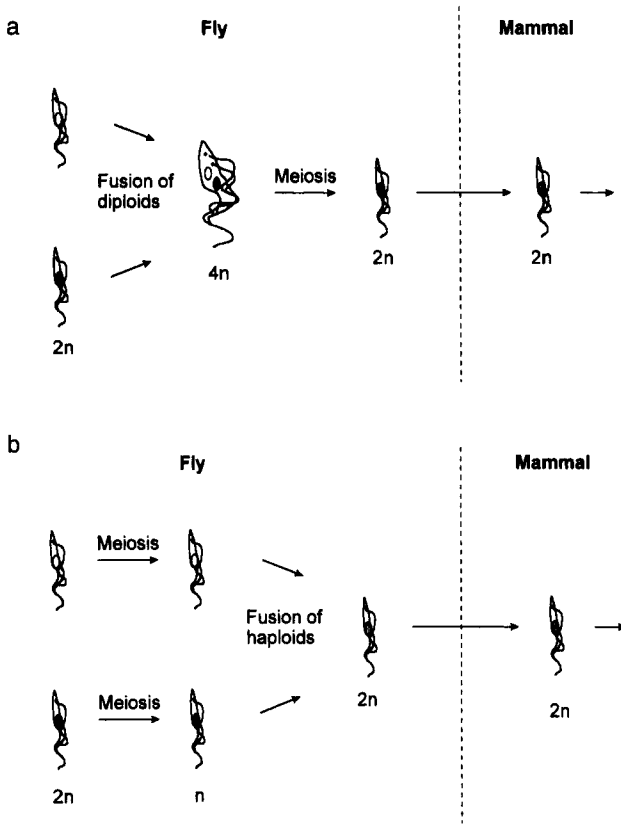 a
Fly
Mammal
Fusion of
diploids
Meiosis
2n
4n
2n
2n
b
Fly
Mammal
Meiosis
Fusion of
haploids
Meiosis
2n
n
2n
2n